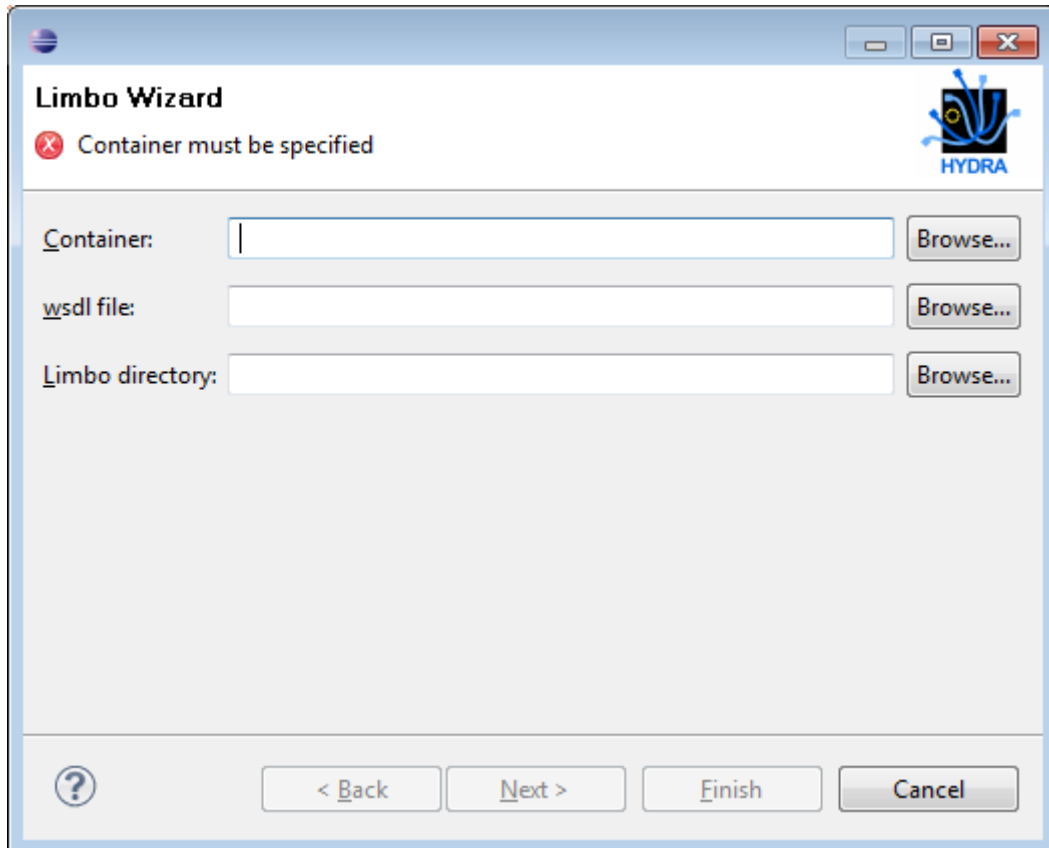 Limbo Wizard
Container must be specified
HYDRA
Container: Browse...
wsdl file: Browse...
Limbo directory: Browse...
? < Back Next > Finish Cancel